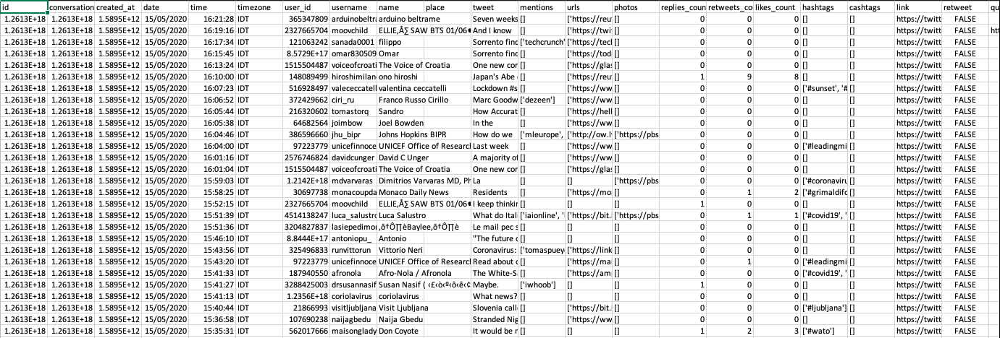 id conversation created_at date time timezone user_id username name place tweet mentions urls photos replies_coun retweets_co likes_count hashtags cashtags link retweet qu
1.2613E+18 1.2613E+18 1.5895E+12 15/05/2020 16:21:28 IDT 365347809 arduinobeltra arduino beltrame Seven weeks [] ['https://reu [] 0 0 0 [] [] https://twitt FALSE
1.2613E+18 1.2613E+18 1.5895E+12 15/05/2020 16:19:16 IDT 2327665704 moovchild ELLIE,Å∑ SAW BTS 01/06 And I know [] ['https://twi [] 0 0 0 [] [] https://twitt FALSE htt
1.2613E+18 1.2613E+18 1.5895E+12 15/05/2020 16:17:34 IDT 121063242 sanada0001 filippo Sorrento finc ['techcrunch' ['https://tecl [] 0 0 0 [] [] https://twitt FALSE
1.2613E+18 1.2613E+18 1.5895E+12 15/05/2020 16:15:45 IDT 8.5729E+17 omar830509 Omar Sorrento finc [] ['https://tod [] 0 0 0 [] [] https://twitt FALSE
1.2613E+18 1.2613E+18 1.5895E+12 15/05/2020 16:13:24 IDT 1515504487 voiceofcroati The Voice of Croatia One new cor [] ['https://glas [] 0 0 0 [] [] https://twitt FALSE
1.2613E+18 1.2613E+18 1.5895E+12 15/05/2020 16:10:00 IDT 148089499 hiroshimilan ono hiroshi Japan's Abe [] ['https://reu [] 1 9 8 [] [] https://twitt FALSE
1.2613E+18 1.2613E+18 1.5895E+12 15/05/2020 16:07:23 IDT 516928497 valececcatell valentina ceccatelli Lockdown #s [] ['https://ww [] 0 0 0 ['#sunset', '# [] https://twitt FALSE
1.2613E+18 1.2613E+18 1.5895E+12 15/05/2020 16:06:52 IDT 372429662 ciri_ru Franco Russo Cirillo Marc Goodw ['dezeen'] ['https://ww [] 0 0 0 [] [] https://twitt FALSE
1.2613E+18 1.2613E+18 1.5895E+12 15/05/2020 16:05:44 IDT 216320602 tomastorq Sandro How Accurat [] ['https://hell [] 0 0 0 [] [] https://twitt FALSE
1.2613E+18 1.2613E+18 1.5895E+12 15/05/2020 16:05:38 IDT 64682564 joimbow Joel Bowden In the [] ['https://ww [] 0 0 0 [] [] https://twitt FALSE
1.2613E+18 1.2613E+18 1.5895E+12 15/05/2020 16:04:46 IDT 386596660 jhu_bipr Johns Hopkins BIPR How do we ['mleurope', ['http://ow.l ['https://pbs 0 0 0 [] [] https://twitt FALSE
1.2613E+18 1.2613E+18 1.5895E+12 15/05/2020 16:04:00 IDT 97223779 unicefinnoce UNICEF Office of Researc Last week [] ['https://ww [] 0 0 0 ['#leadingmi [] https://twitt FALSE
1.2613E+18 1.2613E+18 1.5895E+12 15/05/2020 16:01:16 IDT 2576746824 davidcunger David C Unger A majority of [] ['https://ww [] 0 0 0 [] [] https://twitt FALSE
1.2613E+18 1.2613E+18 1.5895E+12 15/05/2020 16:01:04 IDT 1515504487 voiceofcroati The Voice of Croatia One new cor [] ['https://glas [] 0 0 0 [] [] https://twitt FALSE
1.2613E+18 1.2613E+18 1.5895E+12 15/05/2020 15:59:03 IDT 1.2142E+18 mdvarvaras Dimitrios Varvaras MD, Ph La [] [] ['https://pbs 0 0 0 ['#coronaviru [] https://twitt FALSE
1.2613E+18 1.2613E+18 1.5895E+12 15/05/2020 15:58:25 IDT 30697738 monacoupda Monaco Daily News Residents [] ['https://mo [] 0 1 2 ['#grimaldifo [] https://twitt FALSE
1.2613E+18 1.2613E+18 1.5895E+12 15/05/2020 15:52:15 IDT 2327665704 moovchild ELLIE,Å∑ SAW BTS 01/06 I keep thinkir [] [] [] 1 0 0 [] [] https://twitt FALSE
1.2613E+18 1.2613E+18 1.5895E+12 15/05/2020 15:51:39 IDT 4514138247 luca_salustro Luca Salustro What do Ital ['iaionline', ' ['https://bit. ['https://pbs 0 1 1 ['#covid19', ' [] https://twitt FALSE
1.2613E+18 1.2613E+18 1.5895E+12 15/05/2020 15:51:36 IDT 3204827837 lasiepedimor ,ô†Ô∏èBaylee,ô†Ô∏è Le mail pec s [] [] [] 0 0 0 [] [] https://twitt FALSE
1.2613E+18 1.2613E+18 1.5895E+12 15/05/2020 15:46:10 IDT 8.8444E+17 antoniopu_ Antonio "The future c [] [] [] 0 0 0 [] [] https://twitt FALSE
1.2613E+18 1.2613E+18 1.5895E+12 15/05/2020 15:43:56 IDT 325496833 runvittorun Vittorio Neri Coronavirus: ['tomaspuey ['https://link [] 0 0 0 [] [] https://twitt FALSE
1.2613E+18 1.2613E+18 1.5895E+12 15/05/2020 15:43:20 IDT 97223779 unicefinnoce UNICEF Office of Researc Read about c [] ['https://ma [] 0 1 0 ['#leadingmi [] https://twitt FALSE
1.2613E+18 1.2613E+18 1.5895E+12 15/05/2020 15:41:33 IDT 187940550 afronola Afro-Nola / Afronola The White-S [] ['https://am [] 0 0 0 ['#covid19', ' [] https://twitt FALSE
1.2613E+18 1.2613E+18 1.5895E+12 15/05/2020 15:41:27 IDT 3288425003 drsusannasif Susan Nasif ( Maybe. ['iwhoob'] [] [] 1 0 0 [] [] https://twitt FALSE
1.2613E+18 1.2613E+18 1.5895E+12 15/05/2020 15:41:13 IDT 1.2356E+18 coriolavirus coriolavirus What news? [] [] [] 0 0 0 [] [] https://twitt FALSE
1.2613E+18 1.2613E+18 1.5895E+12 15/05/2020 15:40:44 IDT 21866993 visitljubljana Visit Ljubljana Slovenia call [] ['https://bit. [] 0 0 0 ['#ljubljana'] [] https://twitt FALSE
1.2613E+18 1.2613E+18 1.5895E+12 15/05/2020 15:36:58 IDT 107690238 naijagbedu Naija Gbedu Stranded Nig [] ['https://ww [] 0 0 0 [] [] https://twitt FALSE
1.2613E+18 1.2613E+18 1.5895E+12 15/05/2020 15:35:31 IDT 562017666 maisonglady Don Coyote It would be r [] [] [] 1 2 3 ['#wato'] [] https://twitt FALSE